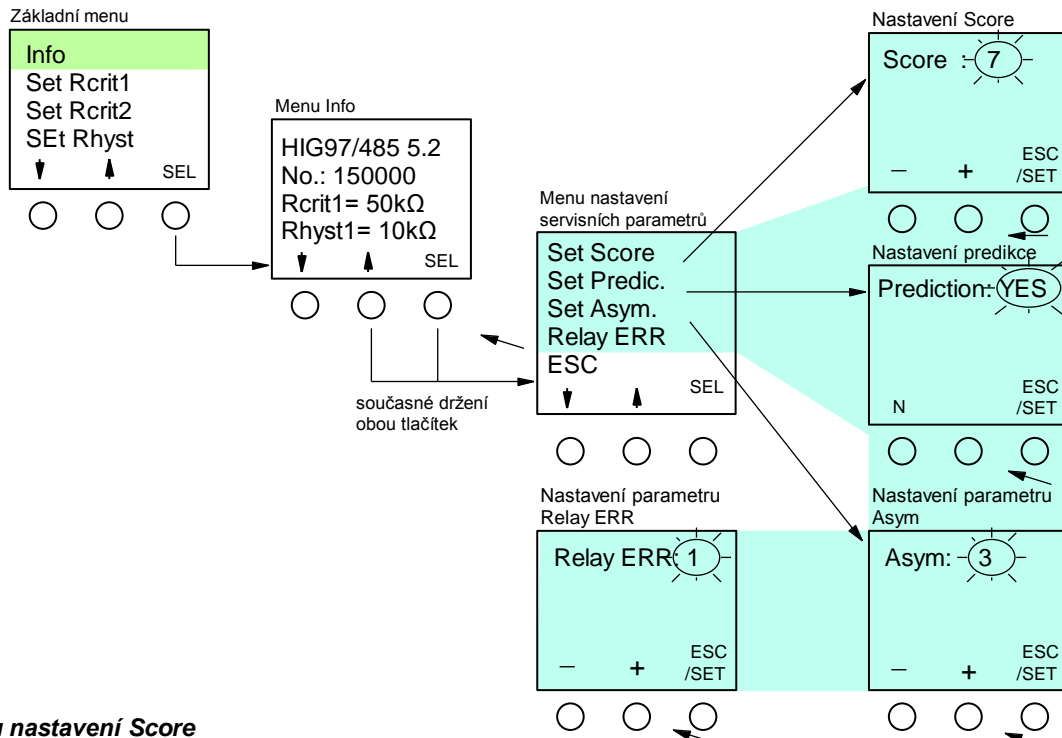 Základní menu
Info
Set Rcrit1
Set Rcrit2
SEt Rhyst
SEL
Menu Info
HIG97/485 5.2
No.: 150000
Rcrit1= 50kΩ
Rhyst1= 10kΩ
SEL
současné držení
obou tlačítek
Menu nastavení
servisních parametrů
Set Score
Set Predic.
Set Asym.
Relay ERR
ESC
SEL
Nastavení Score
Score : 7
– + ESC
/SET
Nastavení predikce
Prediction: YES
N ESC
/SET
Nastavení parametru
Asym
Asym: 3
– + ESC
/SET
Nastavení parametru
Relay ERR
Relay ERR: 1
– + ESC
/SET
nastavení Score